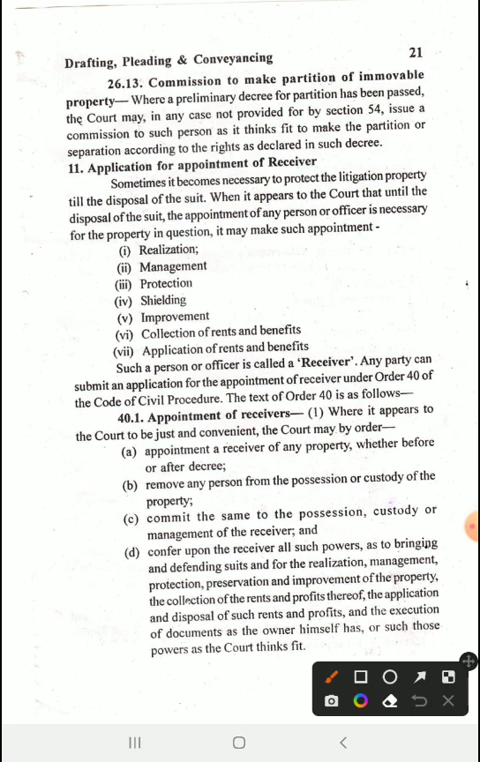 Drafting, Pleading & Conveyancing 21
26.13. Commission to make partition of immovable
property— Where a preliminary decree for partition has been passed,
the Court may, in any case not provided for by section 54, issue a
commission to such person as it thinks fit to make the partition or
separation according to the rights as declared in such decree.
11. Application for appointment of Receiver
Sometimes it becomes necessary to protect the litigation property
till the disposal of the suit. When it appears to the Court that until the
disposal of the suit, the appointment of any person or officer is necessary
for the property in question, it may make such appointment -
(i) Realization;
(ii) Management
(iii) Protection
(iv) Shielding
(v) Improvement
(vi) Collection of rents and benefits
(vii) Application of rents and benefits
Such a person or officer is called a ‘Receiver’. Any party can
submit an application for the appointment of receiver under Order 40 of
the Code of Civil Procedure. The text of Order 40 is as follows—
40.1. Appointment of receivers— (1) Where it appears to
the Court to be just and convenient, the Court may by order—
(a) appointment a receiver of any property, whether before
or after decree;
(b) remove any person from the possession or custody of the
property;
(c) commit the same to the possession, custody or
management of the receiver; and
(d) confer upon the receiver all such powers, as to bringing
and defending suits and for the realization, management,
protection, preservation and improvement of the property,
the collection of the rents and profits thereof, the application
and disposal of such rents and profits, and the execution
of documents as the owner himself has, or such those
powers as the Court thinks fit.